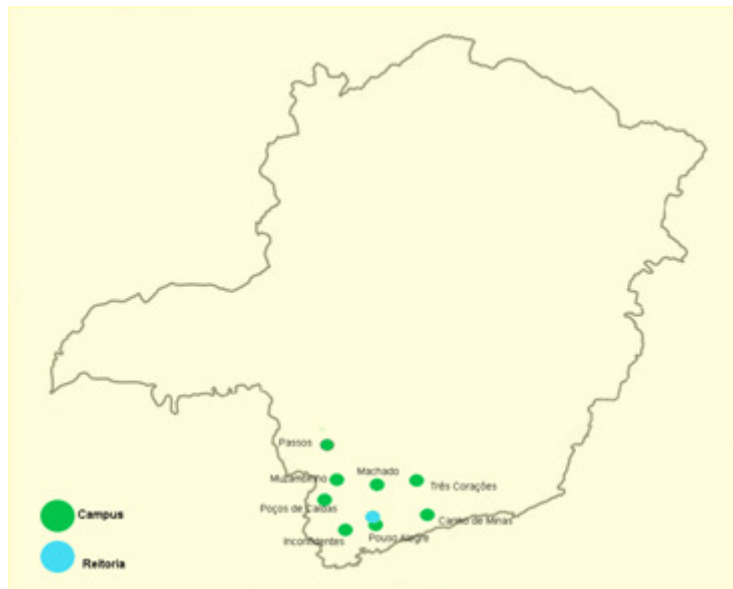 Passos
Muzambinho
Machado
Três Corações
Poços de Caldas
Carmo de Minas
Inconfidentes
Pouso Alegre
Campus
Reitoria